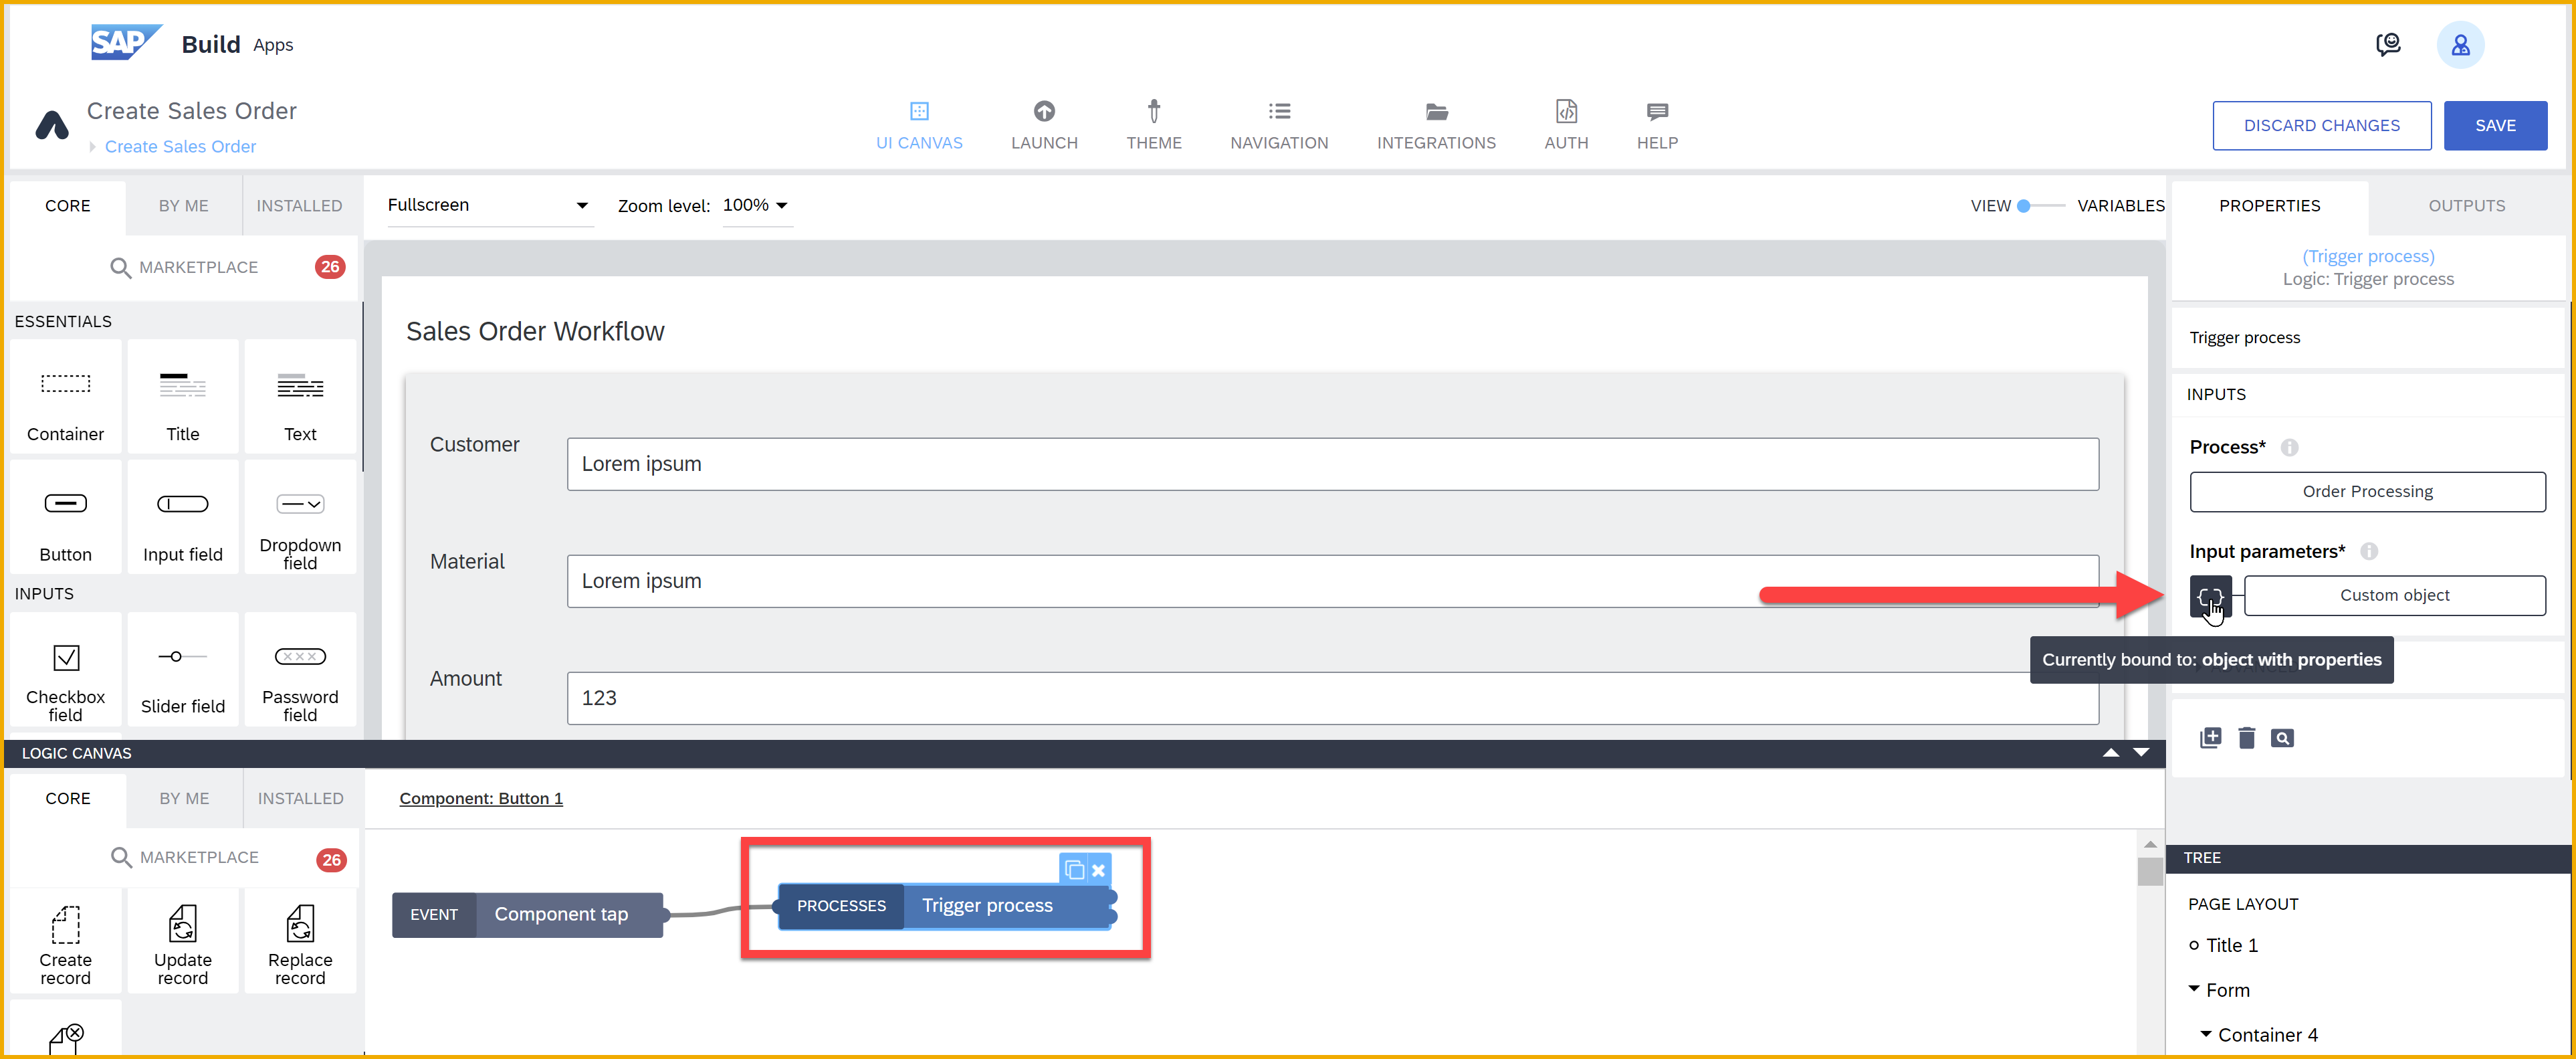 SAP Build Apps
Create Sales Order
Create Sales Order
UI CANVAS
LAUNCH
THEME
NAVIGATION
INTEGRATIONS
AUTH
HELP
DISCARD CHANGES
SAVE
CORE
BY ME
INSTALLED
MARKETPLACE
26
ESSENTIALS
Container
Title
Text
Button
Input field
Dropdown
field
INPUTS
Checkbox
field
Slider field
Password
field
Fullscreen
Zoom level: 100%
VIEW
VARIABLES
Sales Order Workflow
Customer
Lorem ipsum
Material
Lorem ipsum
Amount
123
PROPERTIES
OUTPUTS
(Trigger process)
Logic: Trigger process
Trigger process
INPUTS
Process*
Order Processing
Input parameters*
Custom object
Currently bound to: object with properties
LOGIC CANVAS
CORE
BY ME
INSTALLED
MARKETPLACE
26
Create
record
Update
record
Replace
record
Component: Button 1
EVENT
Component tap
PROCESSES
Trigger process
TREE
PAGE LAYOUT
Title 1
Form
Container 4